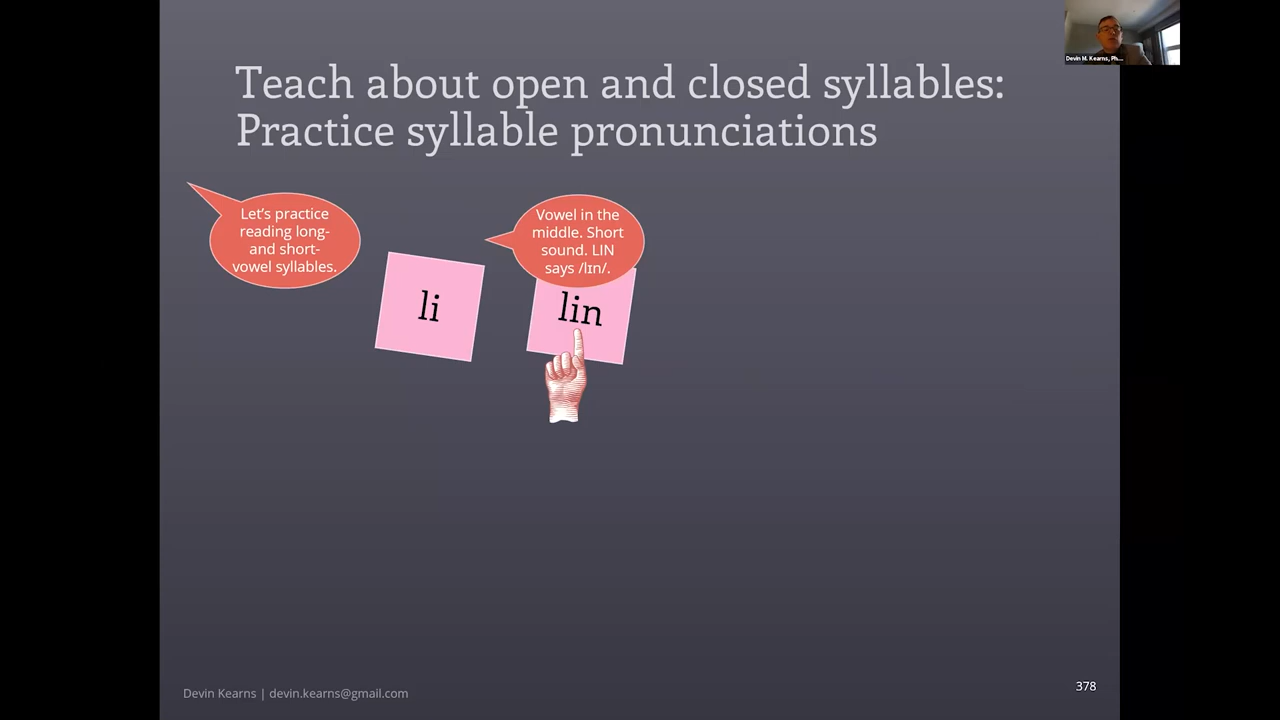 Devin M. Kearns, Ph...
Teach about open and closed syllables:
Practice syllable pronunciations
Let's practice
reading long-
and short-
vowel syllables.
Vowel in the
middle. Short
sound. LIN
says /lɪn/.
li
lin
Devin Kearns | devin.kearns@gmail.com
378